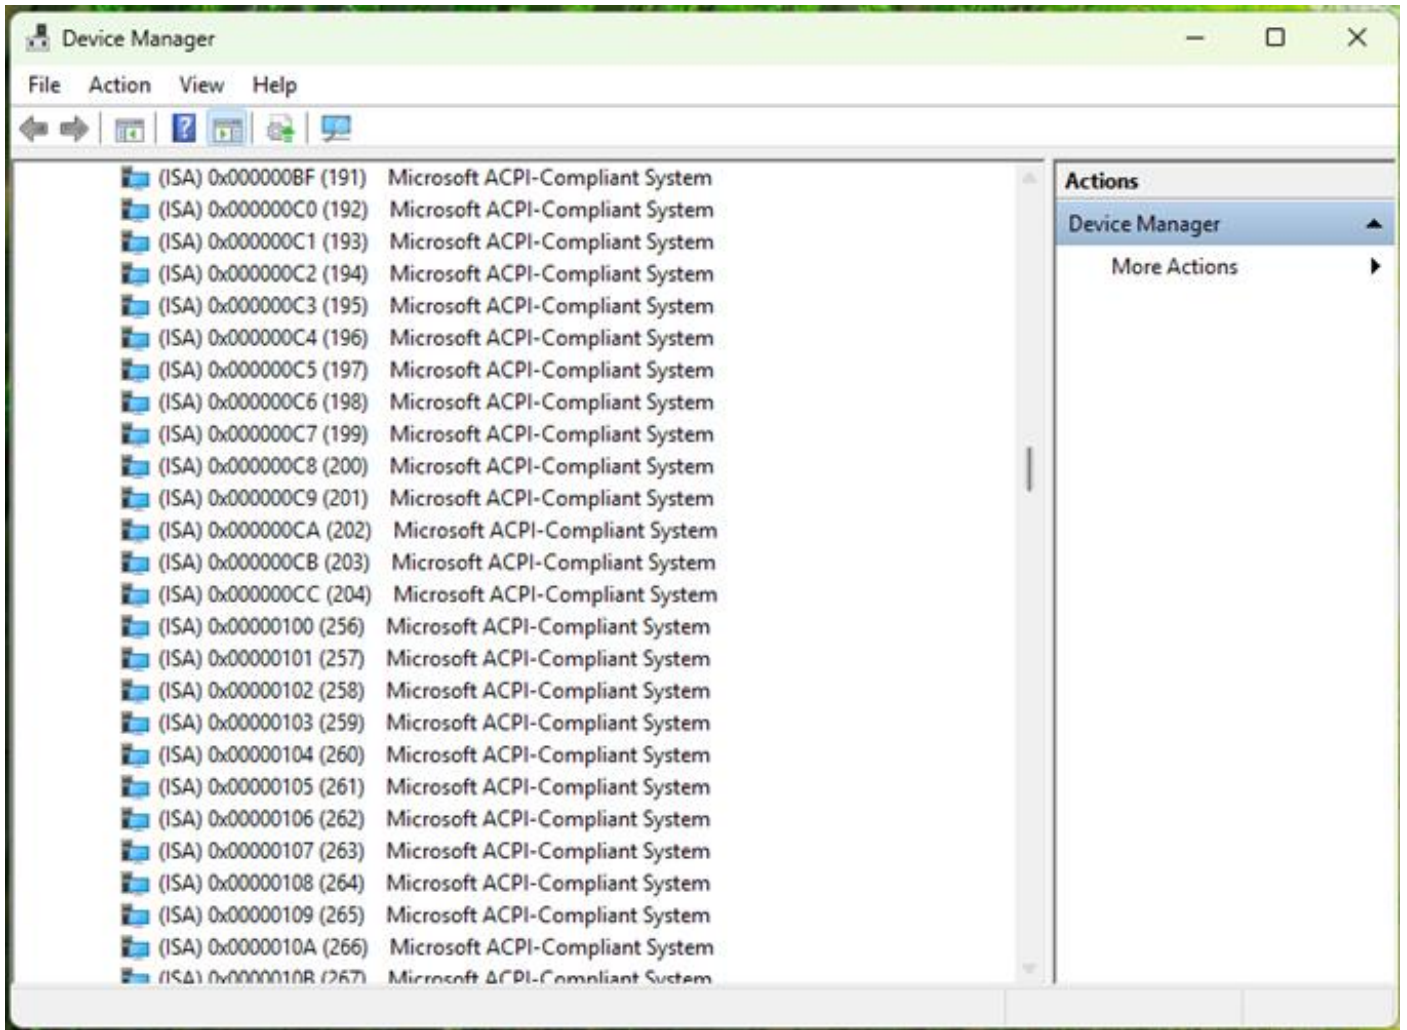 Device Manager
File Action View Help
(ISA) 0x000000BF (191) Microsoft ACPI-Compliant System
(ISA) 0x000000C0 (192) Microsoft ACPI-Compliant System
(ISA) 0x000000C1 (193) Microsoft ACPI-Compliant System
(ISA) 0x000000C2 (194) Microsoft ACPI-Compliant System
(ISA) 0x000000C3 (195) Microsoft ACPI-Compliant System
(ISA) 0x000000C4 (196) Microsoft ACPI-Compliant System
(ISA) 0x000000C5 (197) Microsoft ACPI-Compliant System
(ISA) 0x000000C6 (198) Microsoft ACPI-Compliant System
(ISA) 0x000000C7 (199) Microsoft ACPI-Compliant System
(ISA) 0x000000C8 (200) Microsoft ACPI-Compliant System
(ISA) 0x000000C9 (201) Microsoft ACPI-Compliant System
(ISA) 0x000000CA (202) Microsoft ACPI-Compliant System
(ISA) 0x000000CB (203) Microsoft ACPI-Compliant System
(ISA) 0x000000CC (204) Microsoft ACPI-Compliant System
(ISA) 0x00000100 (256) Microsoft ACPI-Compliant System
(ISA) 0x00000101 (257) Microsoft ACPI-Compliant System
(ISA) 0x00000102 (258) Microsoft ACPI-Compliant System
(ISA) 0x00000103 (259) Microsoft ACPI-Compliant System
(ISA) 0x00000104 (260) Microsoft ACPI-Compliant System
(ISA) 0x00000105 (261) Microsoft ACPI-Compliant System
(ISA) 0x00000106 (262) Microsoft ACPI-Compliant System
(ISA) 0x00000107 (263) Microsoft ACPI-Compliant System
(ISA) 0x00000108 (264) Microsoft ACPI-Compliant System
(ISA) 0x00000109 (265) Microsoft ACPI-Compliant System
(ISA) 0x0000010A (266) Microsoft ACPI-Compliant System
(ISA) 0x0000010B (267) Microsoft ACPI-Compliant System
Actions
Device Manager
More Actions